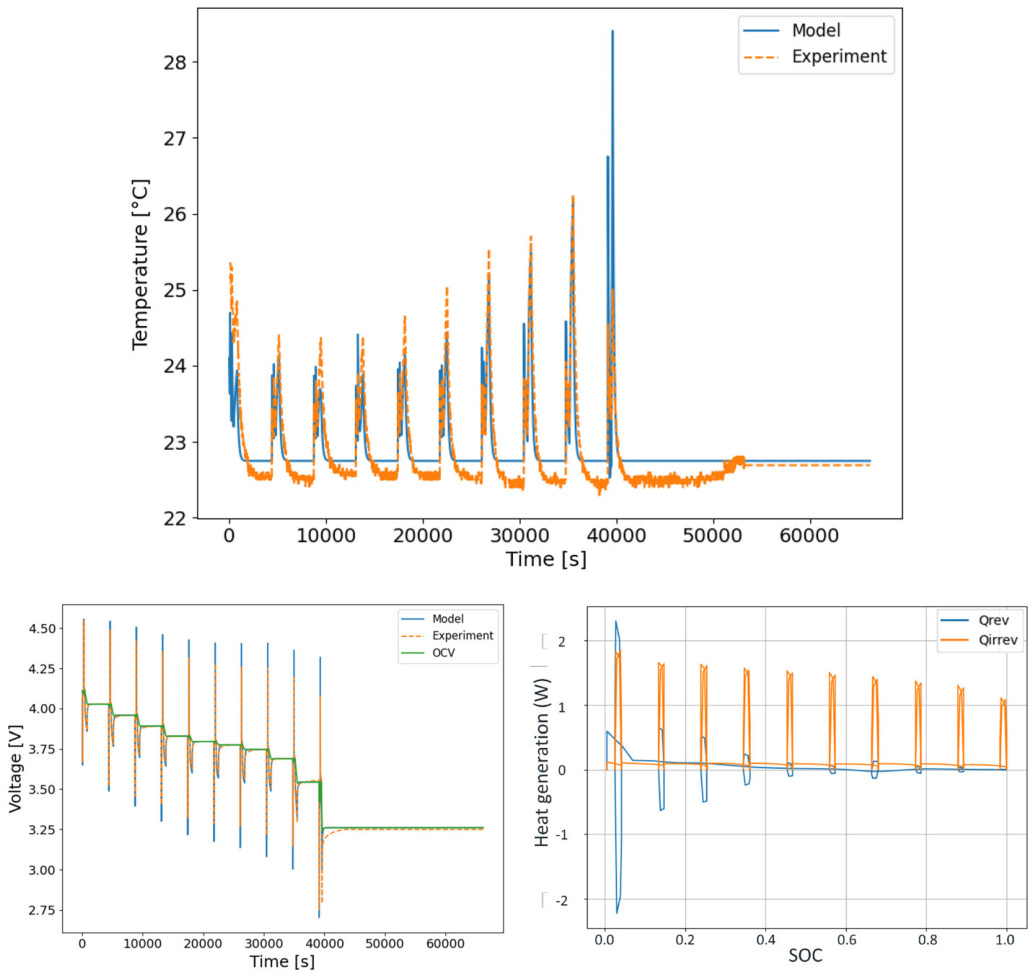 Model
Experiment
28
27
26
25
24
23
22
Temperature [°C]
0 10000 20000 30000 40000 50000 60000
Time [s]
Model
Experiment
OCV
4.50
4.25
4.00
3.75
3.50
3.25
3.00
2.75
Voltage [V]
0 10000 20000 30000 40000 50000 60000
Time [s]
Qrev
Qirrev
2
1
0
-1
-2
Heat generation (W)
0.0 0.2 0.4 0.6 0.8 1.0
SOC